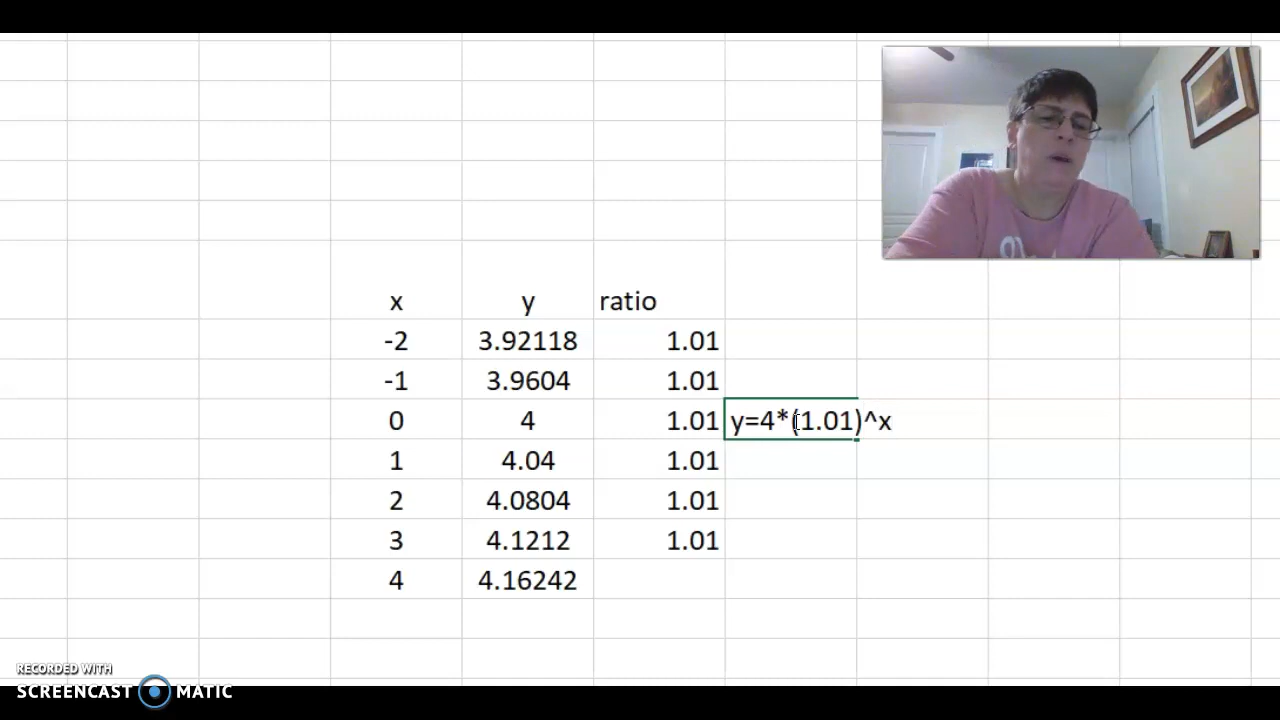 x y ratio
-2 3.92118 1.01
-1 3.9604 1.01
0 4 1.01 y=4*(1.01)^x
1 4.04 1.01
2 4.0804 1.01
3 4.1212 1.01
4 4.16242
RECORDED WITH
SCREENCAST MATIC